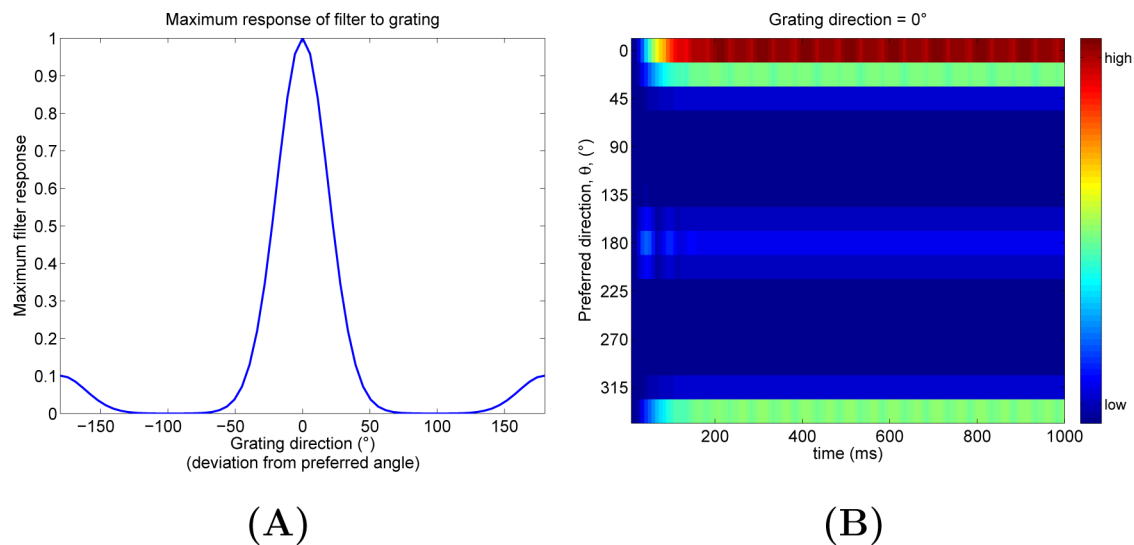 Maximum response of filter to grating
1
0.9
0.8
0.7
0.6
0.5
0.4
0.3
0.2
0.1
0
Maximum filter response
−150 −100 −50 0 50 100 150
Grating direction (°)
(deviation from preferred angle)
(A)
Grating direction = 0°
0
45
90
135
180
225
270
315
Preferred direction, θ, (°)
200 400 600 800 1000
time (ms)
high
low
(B)